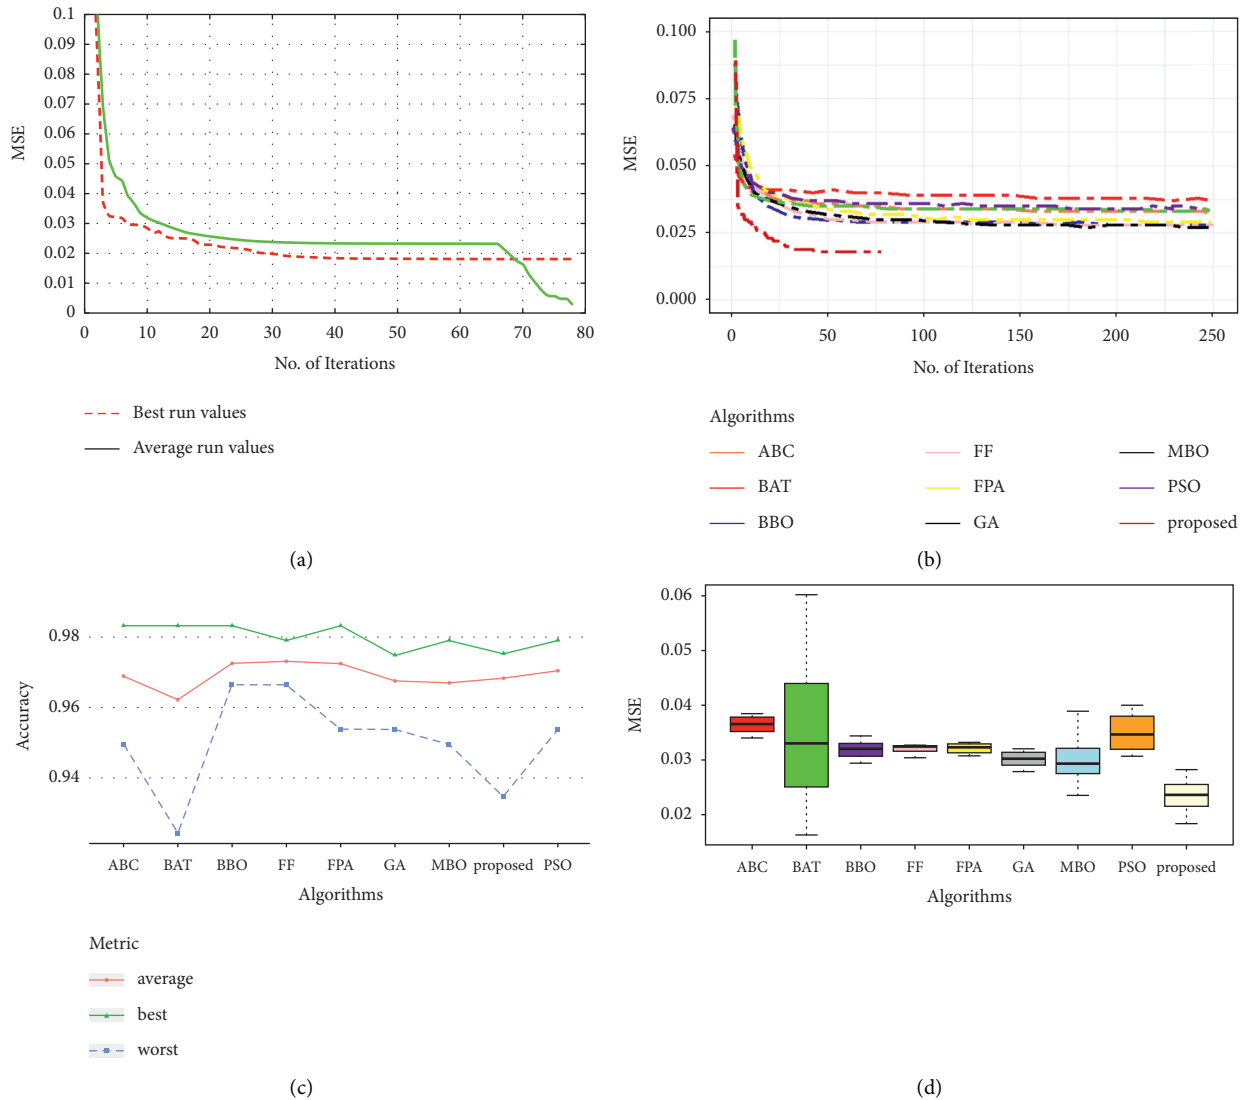 0.1
0.09
0.08
0.07
0.06
0.05
0.04
0.03
0.02
0.01
0
MSE
0 10 20 30 40 50 60 70 80
No. of Iterations
Best run values
Average run values
(a)
0.100
0.075
0.050
0.025
0.000
MSE
0 50 100 150 200 250
No. of Iterations
Algorithms
ABC FF MBO
BAT FPA PSO
BBO GA proposed
(b)
0.98
0.96
0.94
Accuracy
ABC BAT BBO FF FPA GA MBO proposed PSO
Algorithms
Metric
average
best
worst
(c)
0.06
0.05
0.04
0.03
0.02
MSE
ABC BAT BBO FF FPA GA MBO PSO proposed
Algorithms
(d)